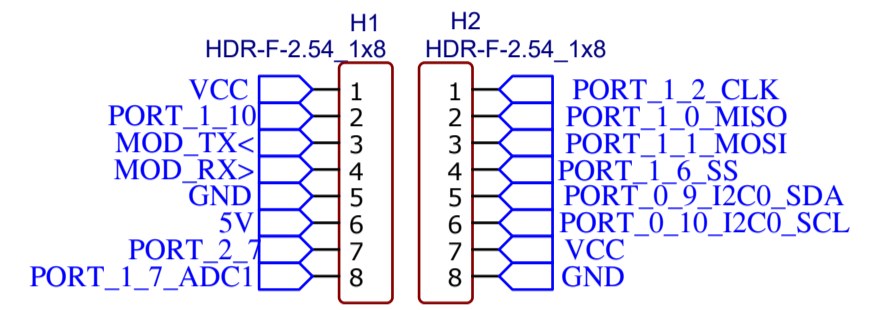 H1 H2
HDR-F-2.54_1x8 HDR-F-2.54_1x8
VCC 1 1 PORT_1_2_CLK
PORT_1_10 2 2 PORT_1_0_MISO
MOD_TX< 3 3 PORT_1_1_MOSI
MOD_RX> 4 4 PORT_1_6_SS
GND 5 5 PORT_0_9_I2C0_SDA
5V 6 6 PORT_0_10_I2C0_SCL
PORT_2_7 7 7 VCC
PORT_1_7_ADC1 8 8 GND